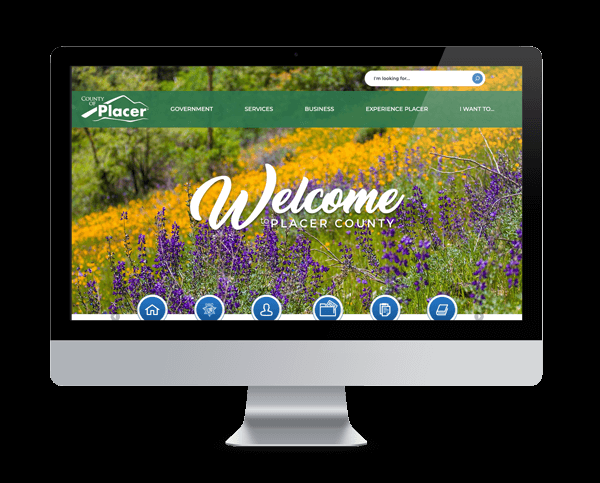 I'm looking for...
COUNTY
OF
Placer
GOVERNMENT SERVICES BUSINESS EXPERIENCE PLACER I WANT TO...
Welcome
TO PLACER COUNTY